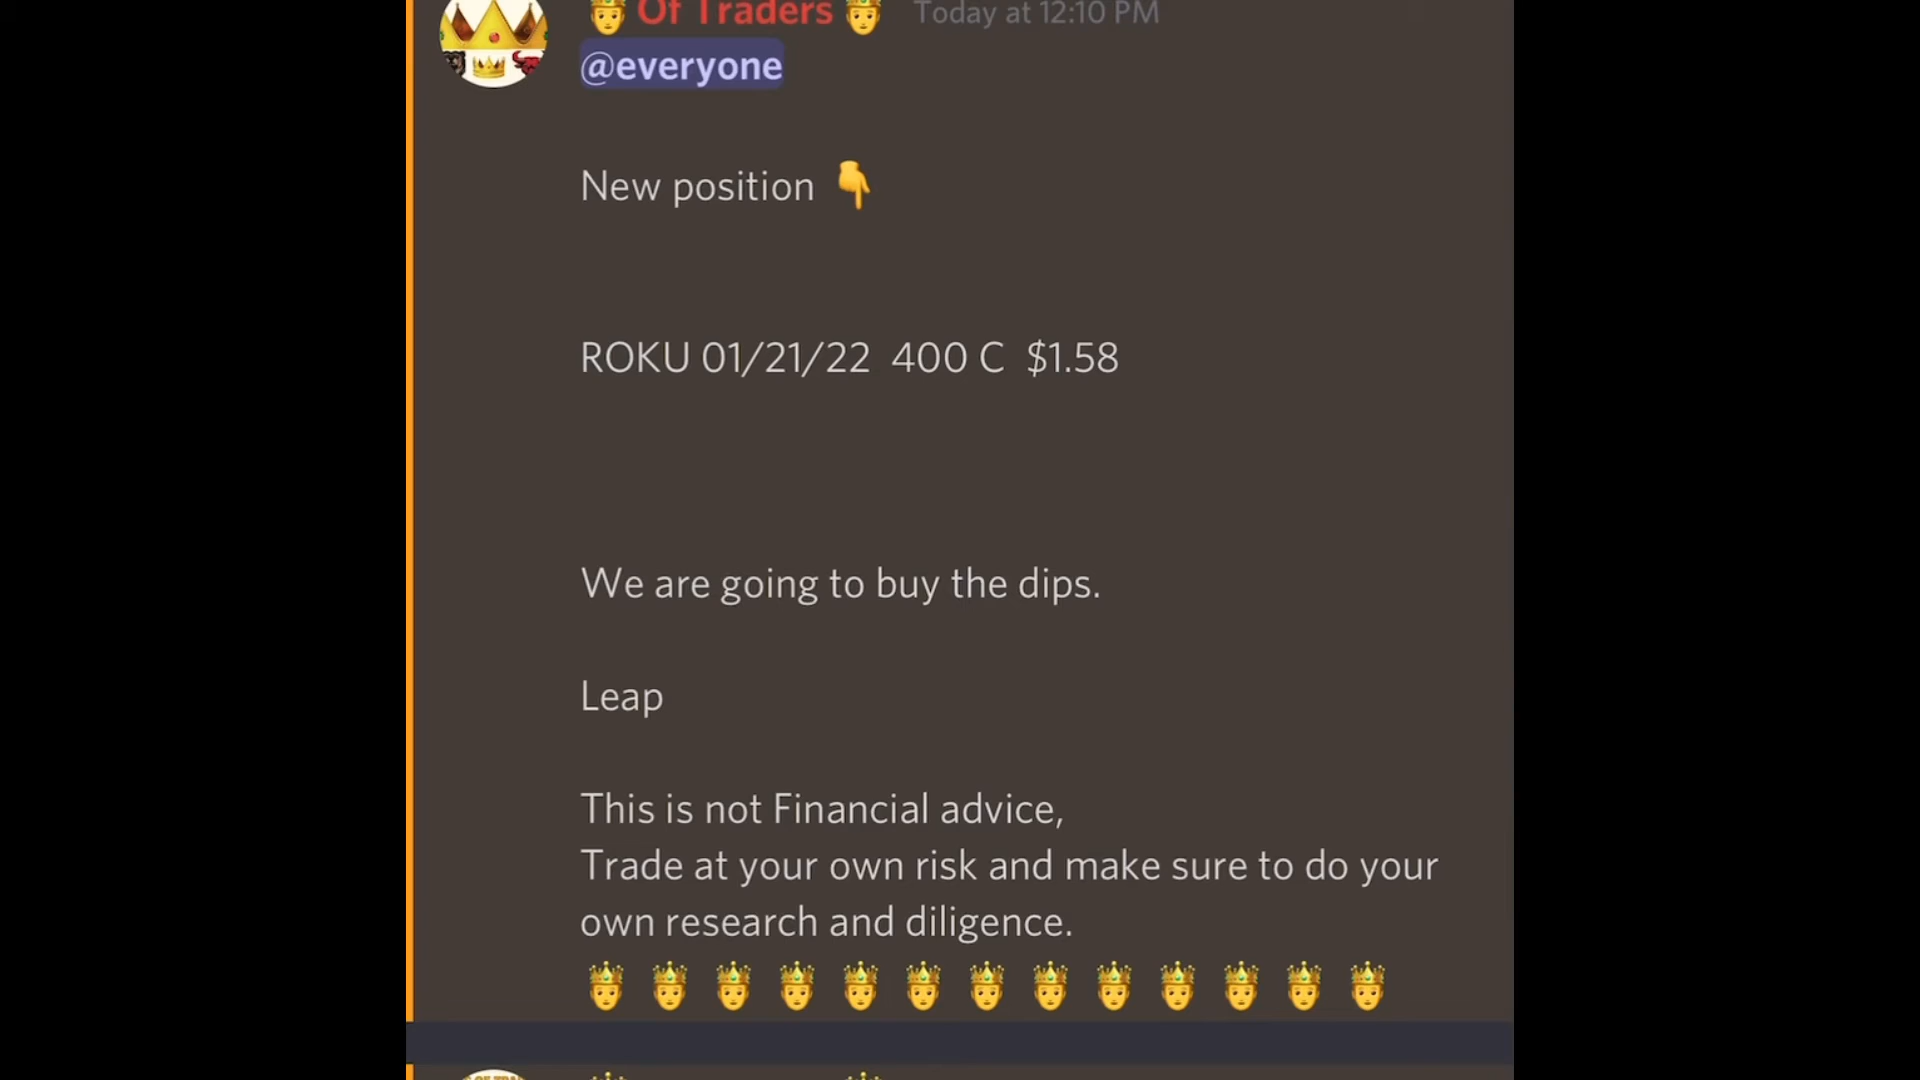 🤴 Of Traders 🤴 Today at 12:10 PM
@everyone
New position 👇
ROKU 01/21/22 400 C $1.58
We are going to buy the dips.
Leap
This is not Financial advice,
Trade at your own risk and make sure to do your
own research and diligence.
🤴 🤴 🤴 🤴 🤴 🤴 🤴 🤴 🤴 🤴 🤴 🤴 🤴